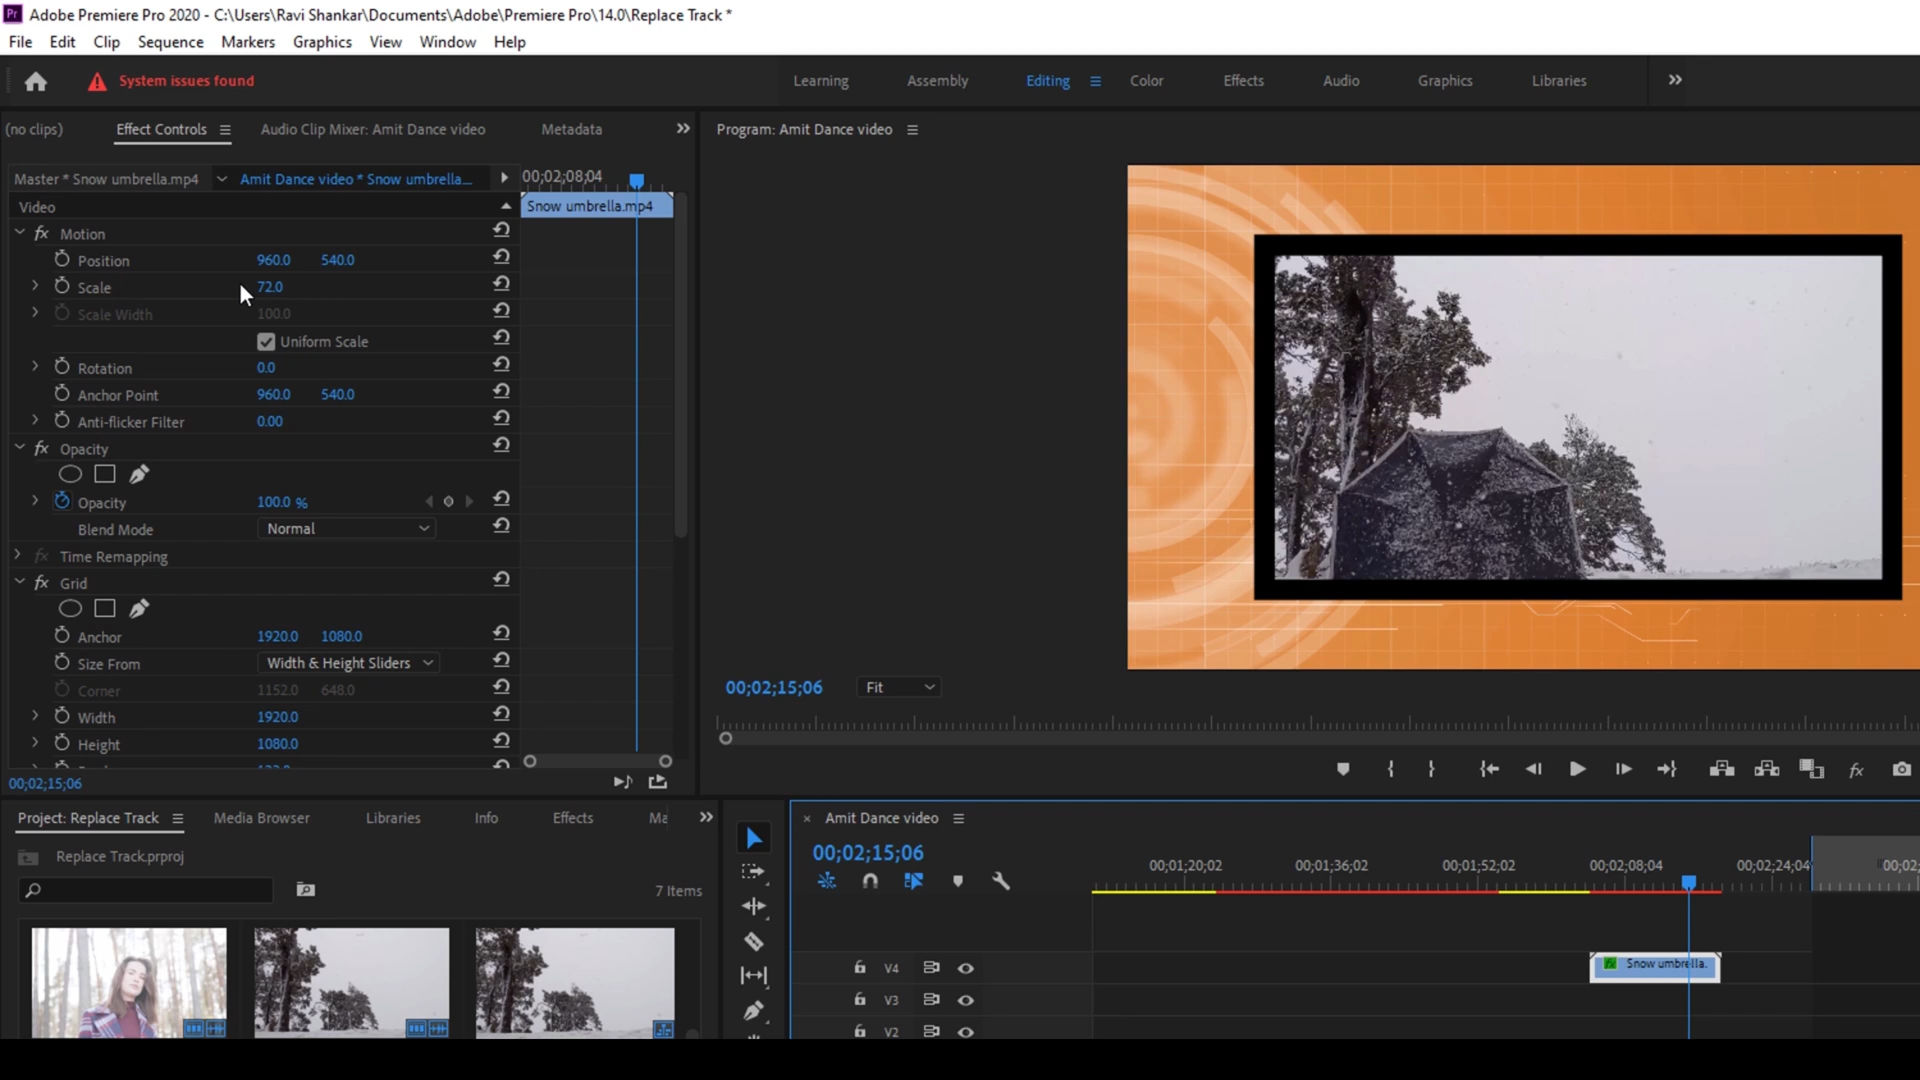 Pr Adobe Premiere Pro 2020 - C:\Users\Ravi Shankar\Documents\Adobe\Premiere Pro\14.0\Replace Track *
File Edit Clip Sequence Markers Graphics View Window Help
System issues found Learning Assembly Editing Color Effects Audio Graphics Libraries
(no clips) Effect Controls Audio Clip Mixer: Amit Dance video Metadata Program: Amit Dance video
Master * Snow umbrella.mp4 Amit Dance video * Snow umbrella... 00;02;08;04
Video Snow umbrella.mp4
fx Motion
Position 960.0 540.0
Scale 72.0
Scale Width 100.0
Uniform Scale
Rotation 0.0
Anchor Point 960.0 540.0
Anti-flicker Filter 0.00
fx Opacity
Opacity 100.0 %
Blend Mode Normal
fx Time Remapping
fx Grid
Anchor 1920.0 1080.0
Size From Width & Height Sliders
Corner 1152.0 648.0
Width 1920.0
Height 1080.0
00;02;15;06 Fit
fx
00;02;15;06
Project: Replace Track Media Browser Libraries Info Effects Ma
Replace Track.prproj
7 Items
Amit Dance video
00;02;15;06
00;01;20;02 00;01;36;02 00;01;52;02 00;02;08;04 00;02;24;04 00;02;
V4 fx Snow umbrella.
V3
V2